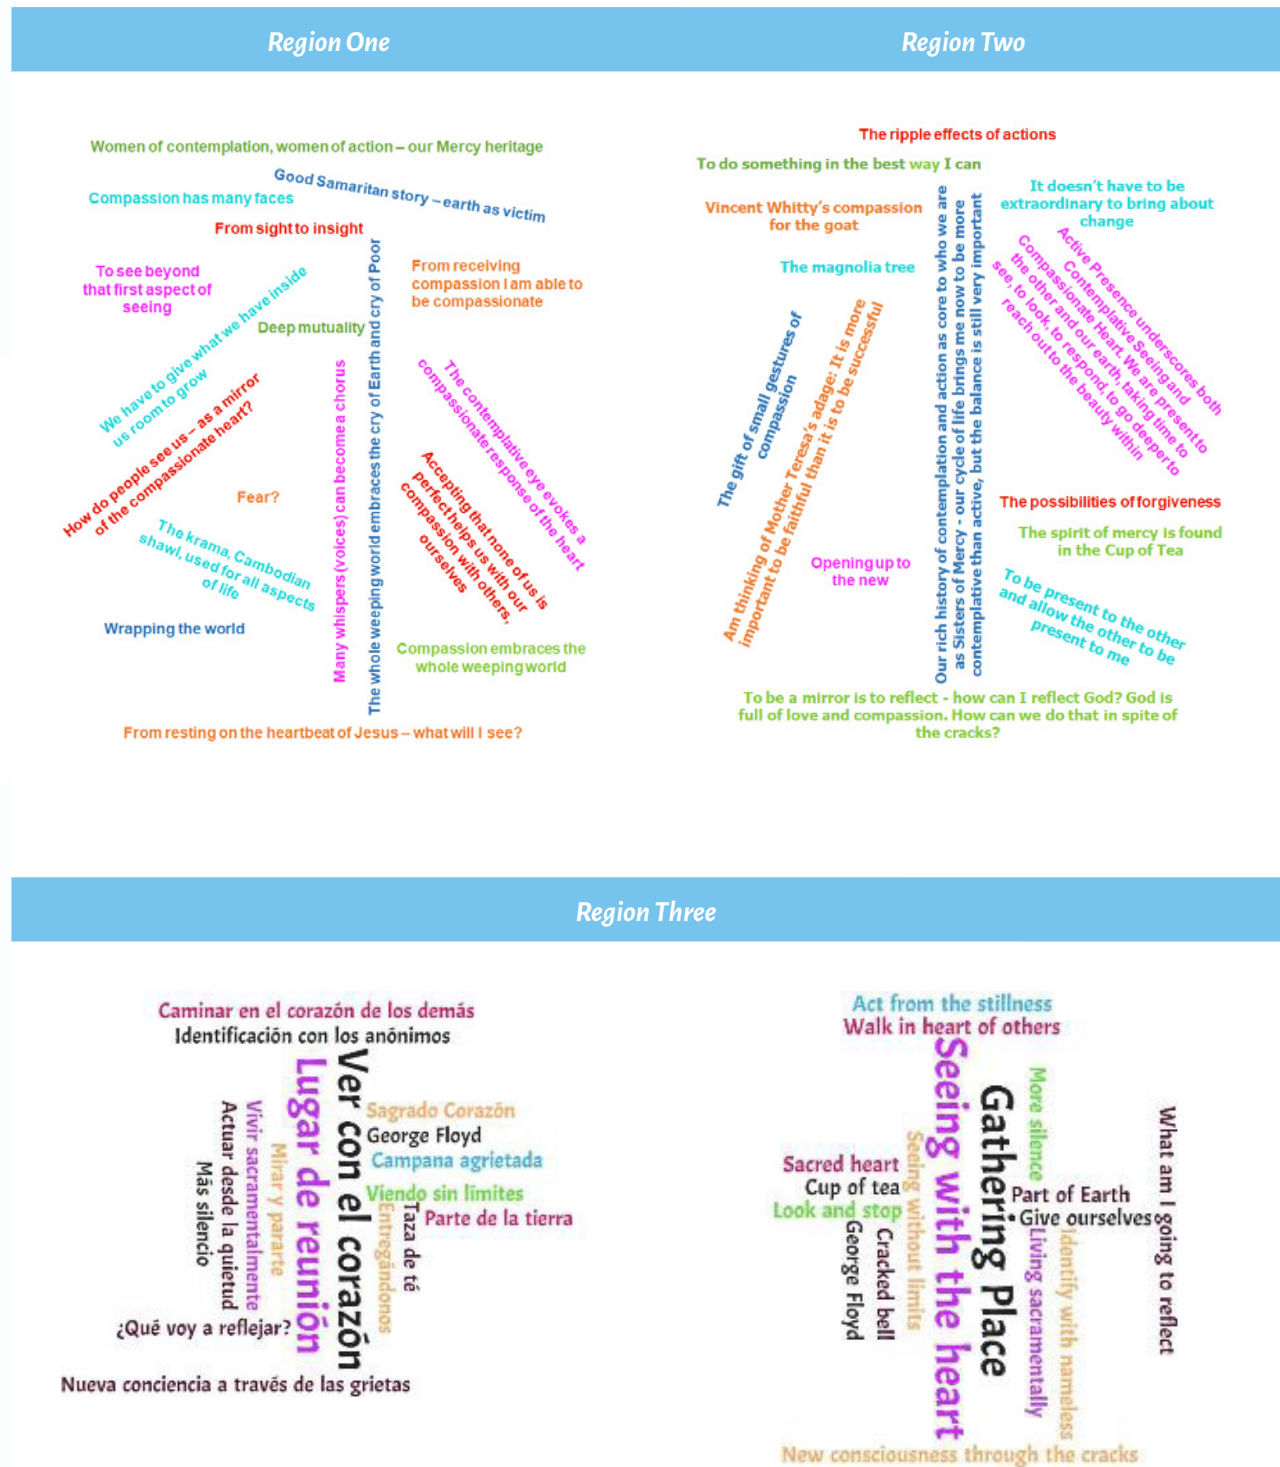 Region One
Women of contemplation, women of action – our Mercy heritage
Good Samaritan story – earth as victim
Compassion has many faces
From sight to insight
To see beyond
that first aspect of
seeing
From receiving
compassion I am able to
be compassionate
We have to give what we have inside
us room to grow
Deep mutuality
How do people see us – as a mirror
of the compassionate heart?
Fear?
The krama, Cambodian
shawl, used for all aspects
of life
Wrapping the world
Many whispers (voices) can become a chorus
The whole weeping world embraces the cry of Earth and cry of Poor
The contemplative eye evokes a
compassionate response of the heart
Accepting that none of us is
perfect helps us with our
compassion with others,
ourselves
Compassion embraces the
whole weeping world
From resting on the heartbeat of Jesus – what will I see?
Region Two
The ripple effects of actions
To do something in the best way I can
Vincent Whitty's compassion
for the goat
The magnolia tree
It doesn't have to be
extraordinary to bring about
change
The gift of small gestures of
compassion
Am thinking of Mother Teresa's adage: It is more
important to be faithful than it is to be successful
Our rich history of contemplation and action as core to who we are
as Sisters of Mercy - our cycle of life brings me now to be more
contemplative than active, but the balance is still very important
Active Presence underscores both
Contemplative Seeing and
Compassionate Heart. We are present to
the other and our earth, taking time to
see, to look, to respond, to go deeper to
reach out to the beauty within
Opening up to
the new
The possibilities of forgiveness
The spirit of mercy is found
in the Cup of Tea
To be present to the other
and allow the other to be
present to me
To be a mirror is to reflect - how can I reflect God? God is
full of love and compassion. How can we do that in spite of
the cracks?
Region Three
Caminar en el corazón de los demás
Identificación con los anónimos
Lugar de reunión
Ver con el corazón
Sagrado Corazón
George Floyd
Campana agrietada
Viendo sin límites
Parte de la tierra
Taza de té
Entregándonos
Mirar y pararte
Vivir sacramentalmente
Actuar desde la quietud
Más silencio
¿Qué voy a reflejar?
Nueva conciencia a través de las grietas
Act from the stillness
Walk in heart of others
Seeing with the heart
Gathering Place
More silence
What am I going to reflect
Seeing without limits
Sacred heart
Cup of tea
Look and stop
George Floyd
Cracked bell
Part of Earth
• Give ourselves
Living sacramentally
Identify with nameless
New consciousness through the cracks